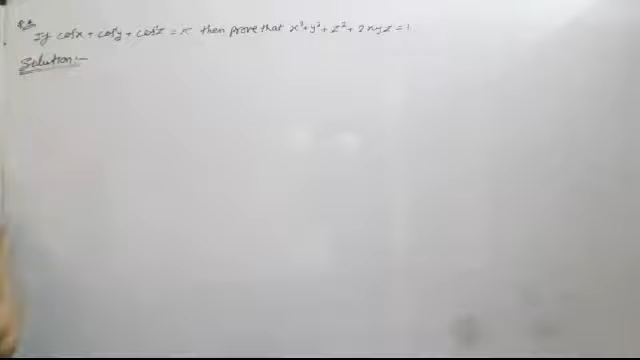 If cos⁻¹x + cos⁻¹y + cos⁻¹z = π then prove that x² + y² + z² + 2xyz = 1
Solution:-